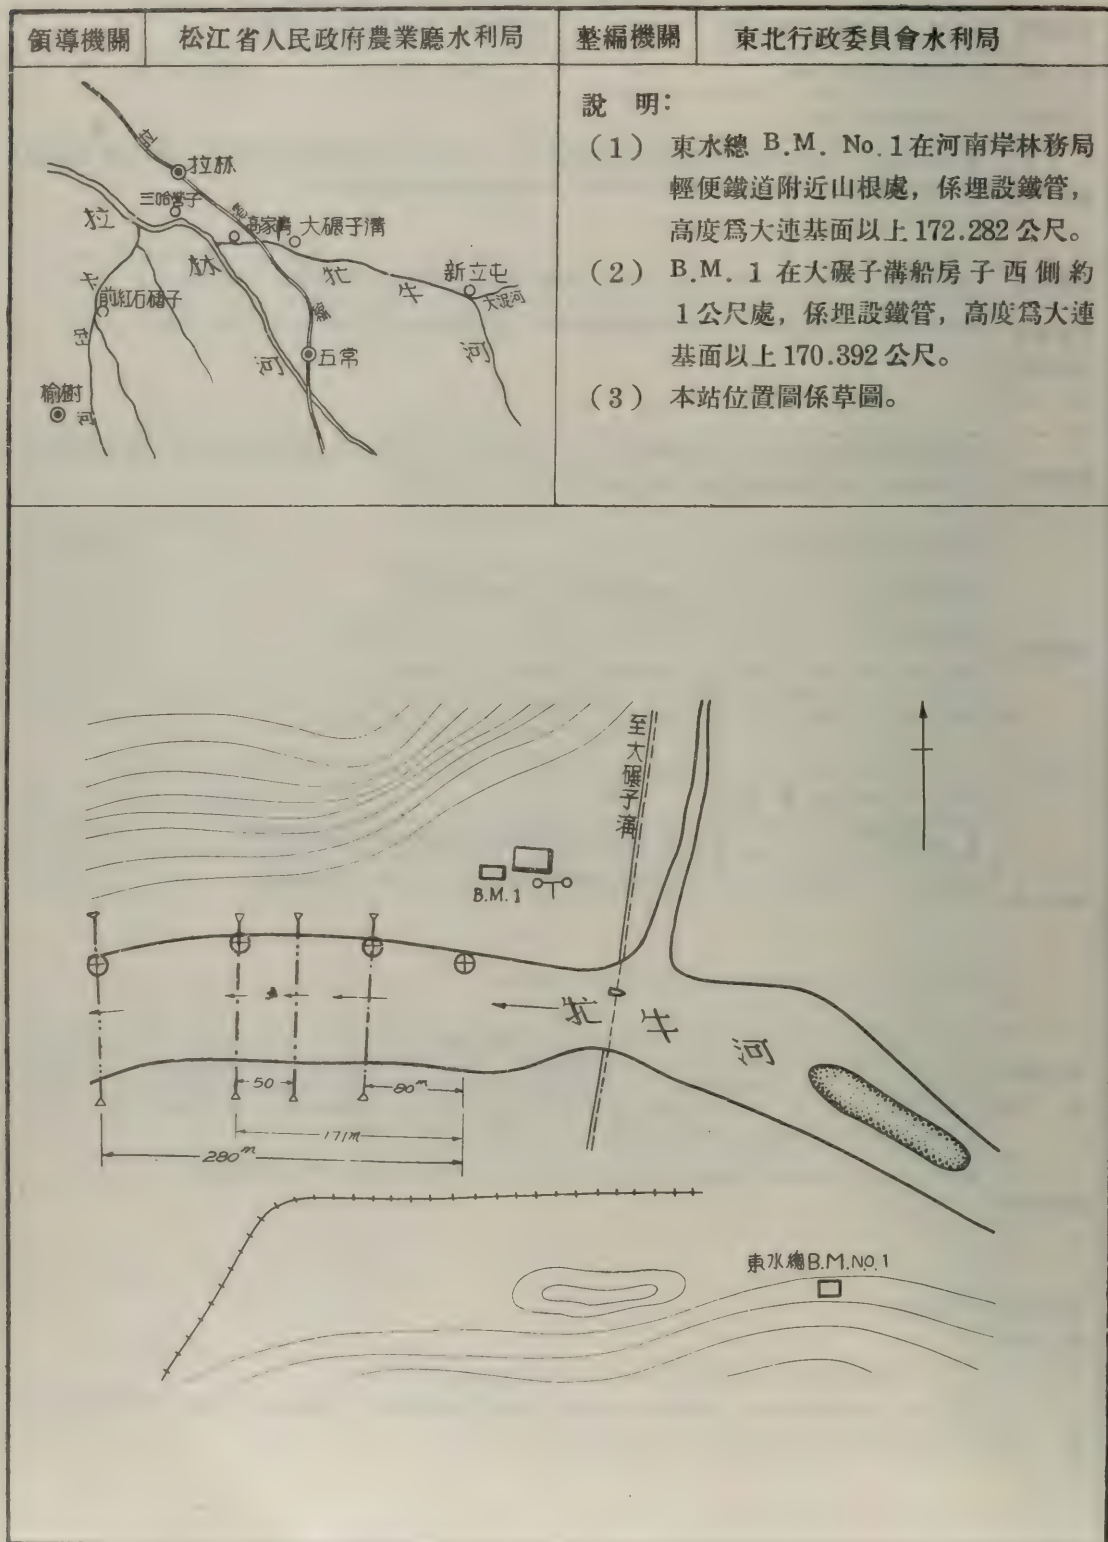 領導機關
松江省人民政府農業廳水利局
整編機關
東北行政委員會水利局
說 明:
(1) 東水總 B.M. No.1在河南岸林務局
輕便鐵道附近山根處,係埋設鐵管,
高度爲大連基面以上172.282公尺。
(2) B.M. 1 在大碾子溝船房子西側約
1公尺處,係埋設鐵管,高度爲大連
基面以上170.392公尺。
(3) 本站位置圖係草圖。
拉
拉林
三哈營子
拉
林
河
大碾子溝
牤
牛
河
新立屯
大泥河
前紅石磖子
卡
河
五常
榆樹
至大碾子溝
B.M.1
牤牛河
50
80m
171m
280m
東水總B.M.NO.1